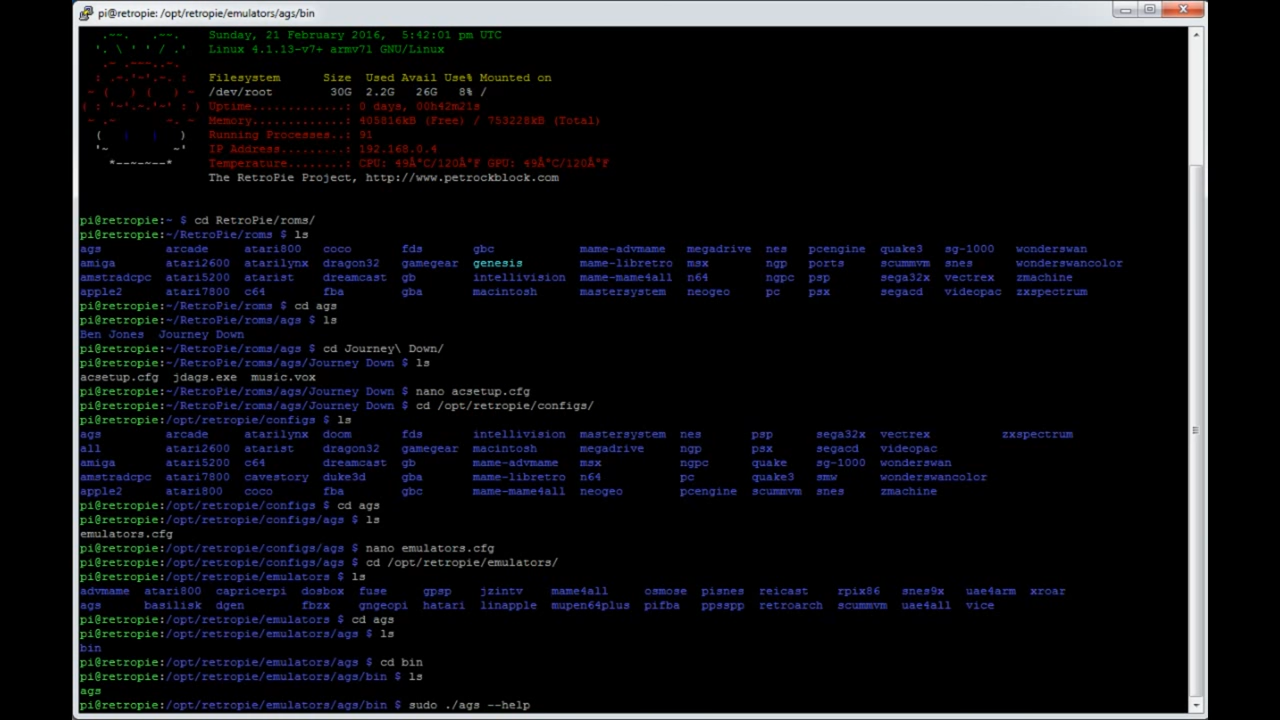 pi@retropie: /opt/retropie/emulators/ags/bin
Sunday, 21 February 2016, 5:42:01 pm UTC
Linux 4.1.13-v7+ armv7l GNU/Linux
Filesystem Size Used Avail Use% Mounted on
/dev/root 30G 2.2G 26G 8% /
Uptime.............: 0 days, 00h42m21s
Memory.............: 405816kB (Free) / 753228kB (Total)
Running Processes..: 91
IP Address.........: 192.168.0.4
Temperature........: CPU: 49Â°C/120Â°F GPU: 49Â°C/120Â°F
The RetroPie Project, http://www.petrockblock.com
pi@retropie:~ $ cd RetroPie/roms/
pi@retropie:~/RetroPie/roms $ ls
ags arcade atari800 coco fds gbc mame-advmame megadrive nes pcengine quake3 sg-1000 wonderswan
amiga atari2600 atarilynx dragon32 gamegear genesis mame-libretro msx ngp ports scummvm snes wonderswancolor
amstradcpc atari5200 atarist dreamcast gb intellivision mame-mame4all n64 ngpc psp sega32x vectrex zmachine
apple2 atari7800 c64 fba gba macintosh mastersystem neogeo pc psx segacd videopac zxspectrum
pi@retropie:~/RetroPie/roms $ cd ags
pi@retropie:~/RetroPie/roms/ags $ ls
Ben Jones Journey Down
pi@retropie:~/RetroPie/roms/ags $ cd Journey\ Down/
pi@retropie:~/RetroPie/roms/ags/Journey Down $ ls
acsetup.cfg jdags.exe music.vox
pi@retropie:~/RetroPie/roms/ags/Journey Down $ nano acsetup.cfg
pi@retropie:~/RetroPie/roms/ags/Journey Down $ cd /opt/retropie/configs/
pi@retropie:/opt/retropie/configs $ ls
ags arcade atarilynx doom fds intellivision mastersystem nes psp sega32x vectrex zxspectrum
all atari2600 atarist dragon32 gamegear macintosh megadrive ngp psx segacd videopac
amiga atari5200 c64 dreamcast gb mame-advmame msx ngpc quake sg-1000 wonderswan
amstradcpc atari7800 cavestory duke3d gba mame-libretro n64 pc quake3 smw wonderswancolor
apple2 atari800 coco fba gbc mame-mame4all neogeo pcengine scummvm snes zmachine
pi@retropie:/opt/retropie/configs $ cd ags
pi@retropie:/opt/retropie/configs/ags $ ls
emulators.cfg
pi@retropie:/opt/retropie/configs/ags $ nano emulators.cfg
pi@retropie:/opt/retropie/configs/ags $ cd /opt/retropie/emulators/
pi@retropie:/opt/retropie/emulators $ ls
advmame atari800 capricerpi dosbox fuse gpsp jzintv mame4all osmose pisnes reicast rpix86 snes9x uae4arm xroar
ags basilisk dgen fbzx gngeopi hatari linapple mupen64plus pifba ppsspp retroarch scummvm uae4all vice
pi@retropie:/opt/retropie/emulators $ cd ags
pi@retropie:/opt/retropie/emulators/ags $ ls
bin
pi@retropie:/opt/retropie/emulators/ags $ cd bin
pi@retropie:/opt/retropie/emulators/ags/bin $ ls
ags
pi@retropie:/opt/retropie/emulators/ags/bin $ sudo ./ags --help